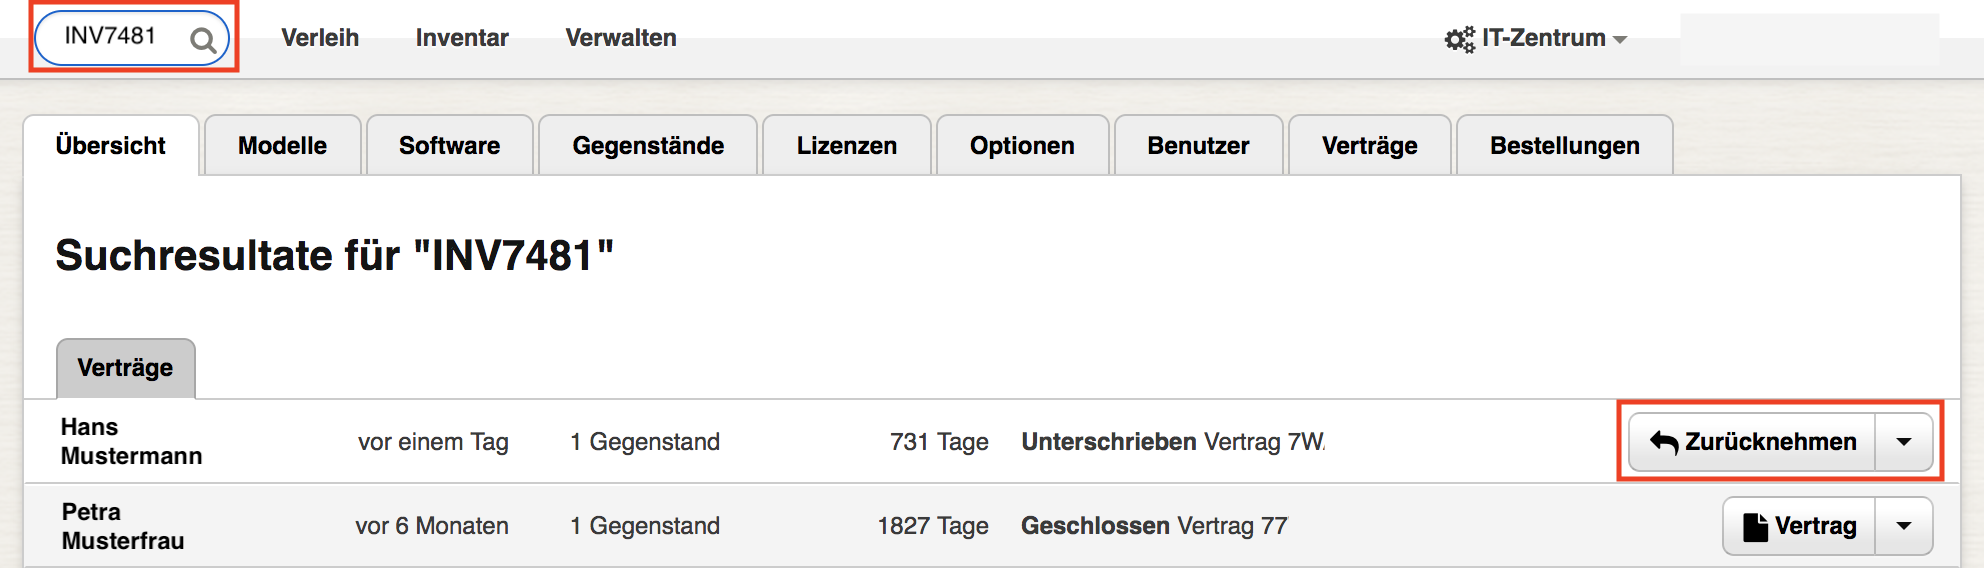 INV7481 Verleih Inventar Verwalten IT-Zentrum
Übersicht Modelle Software Gegenstände Lizenzen Optionen Benutzer Verträge Bestellungen
Suchresultate für "INV7481"
Verträge
Hans
Mustermann vor einem Tag 1 Gegenstand 731 Tage Unterschrieben Vertrag 7W Zurücknehmen
Petra
Musterfrau vor 6 Monaten 1 Gegenstand 1827 Tage Geschlossen Vertrag 77 Vertrag